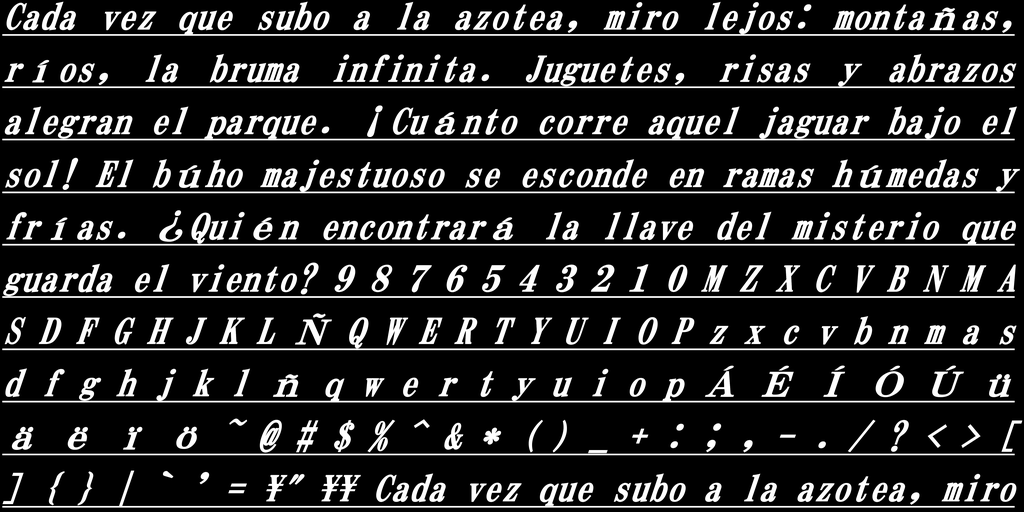 Cada vez que subo a la azotea, miro lejos: montañas,
ríos, la bruma infinita. Juguetes, risas y abrazos
alegran el parque. ¡Cuánto corre aquel jaguar bajo el
sol! El búho majestuoso se esconde en ramas húmedas y
frías. ¿Quién encontrará la llave del misterio que
guarda el viento? 9 8 7 6 5 4 3 2 1 0 M Z X C V B N M A
S D F G H J K L Ñ Q W E R T Y U I O P z x c v b n m a s
d f g h j k l ñ q w e r t y u i o p Á É Í Ó Ú ü
ä ë ï ö ~ @ # $ % ^ & * ( ) _ + : ; , - . / ? < > [
] { } | ` ' = ¥" ¥¥ Cada vez que subo a la azotea, miro